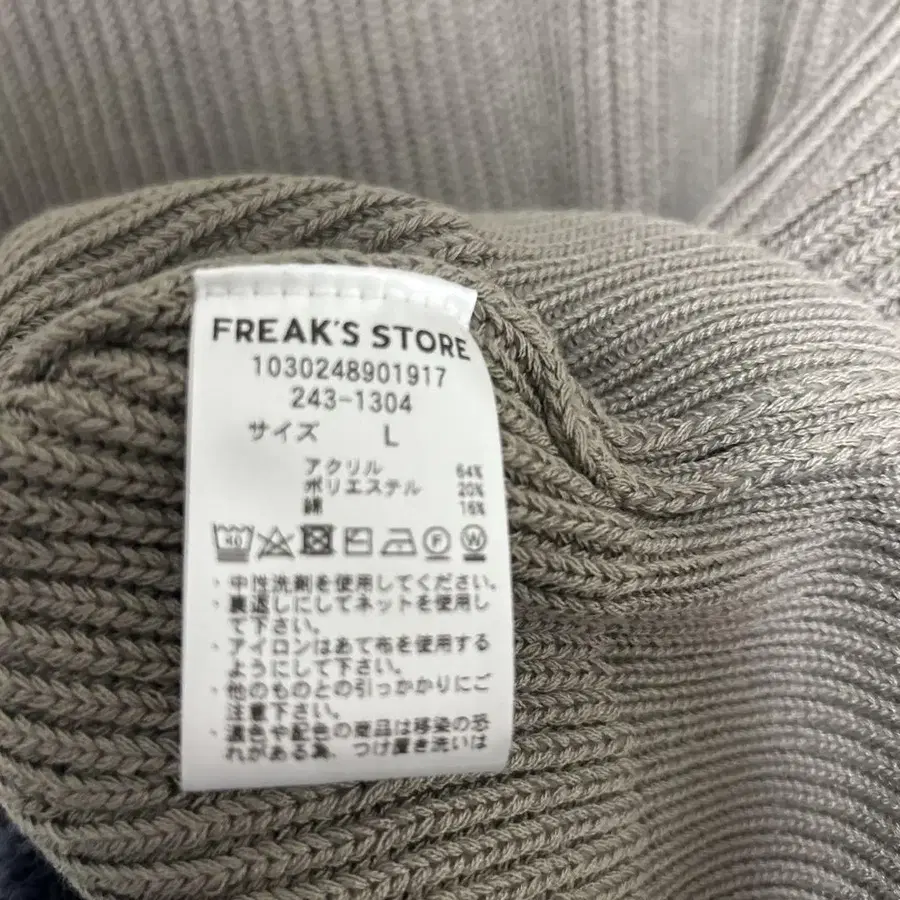 FREAK'S STORE
1030248901917
243-1304
サイズ L
アクリル 64%
ポリエステル 20%
綿 16%
40
F
W
・中性洗剤を使用してください。
・裏返しにしてネットを使用し
て下さい。
・アイロンはあて布を使用する
ようにして下さい。
・他のものとの引っかかりにご
注意下さい。
・濃色や配色の商品は移染の恐
れがある為、つけ置き洗いは